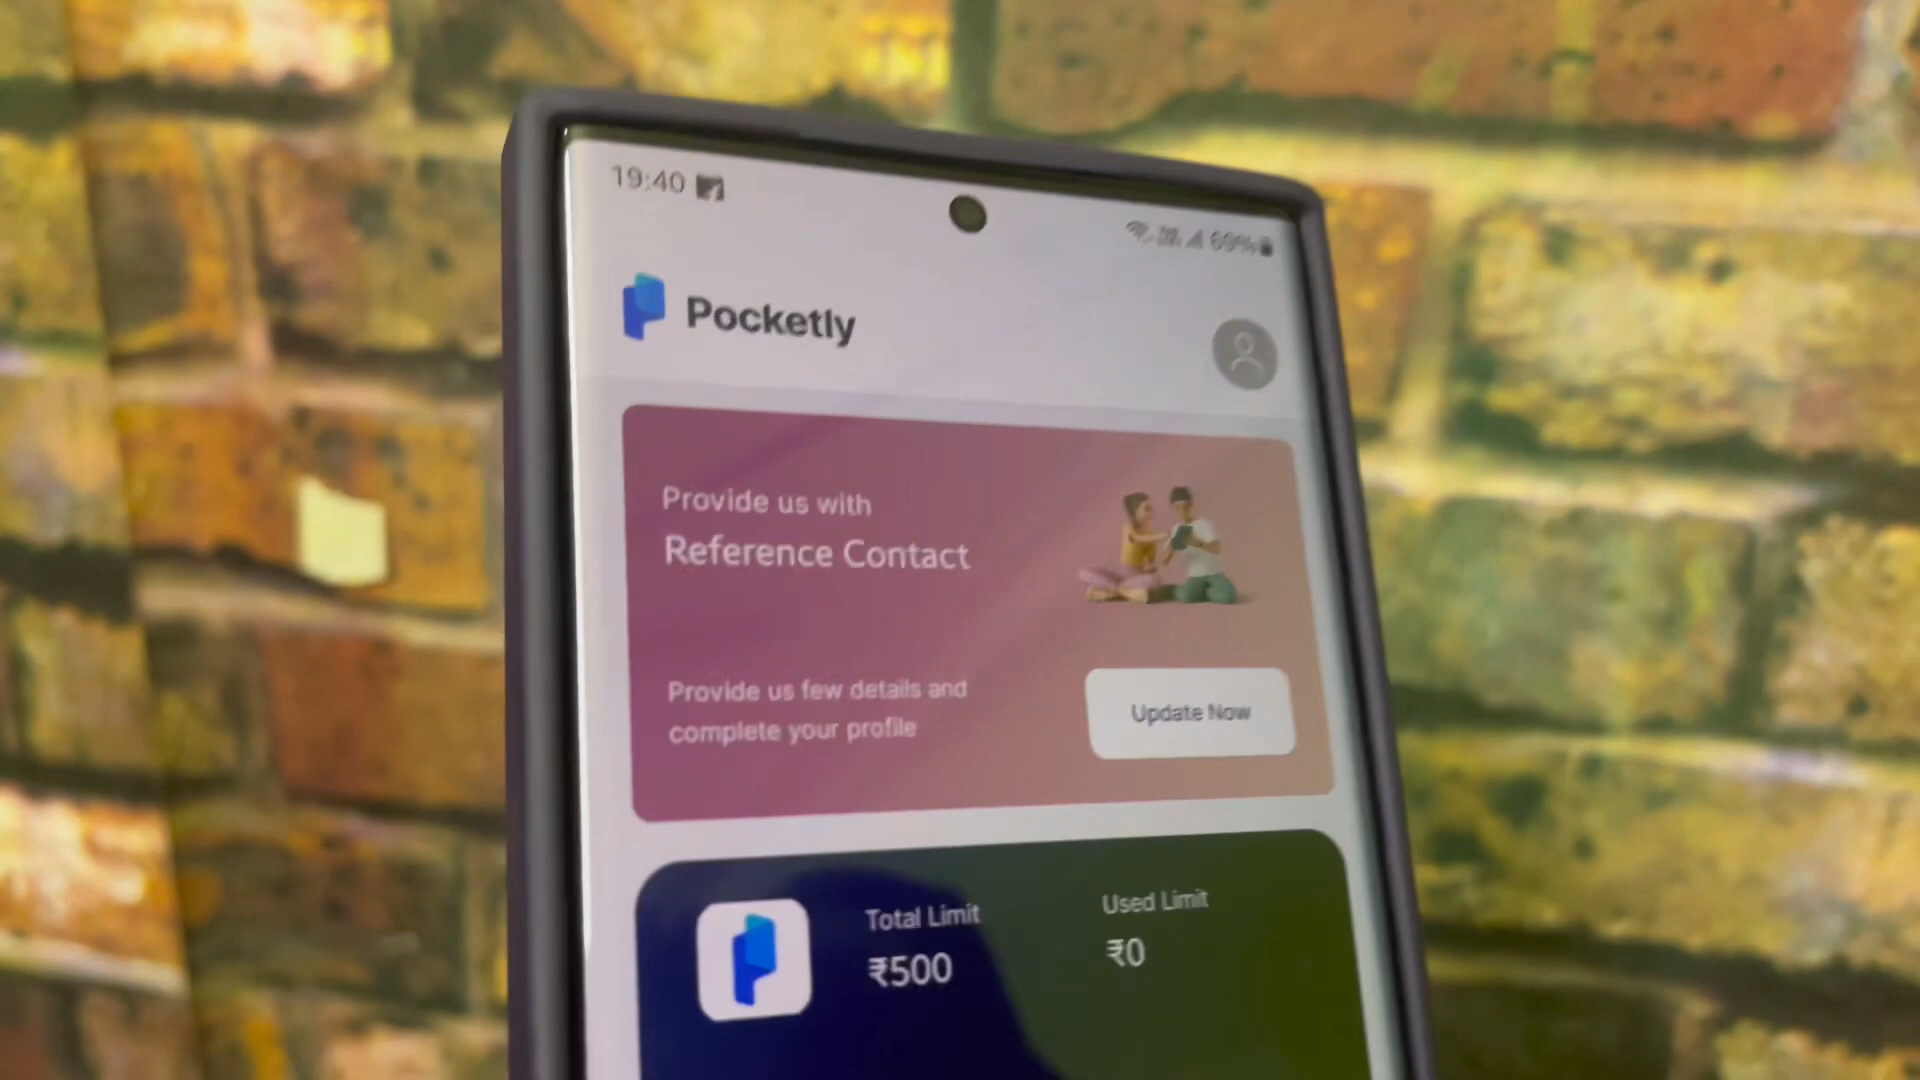 19:40
69%
Pocketly
Provide us with
Reference Contact
Provide us few details and
complete your profile
Update Now
Total Limit
Used Limit
₹500
₹0